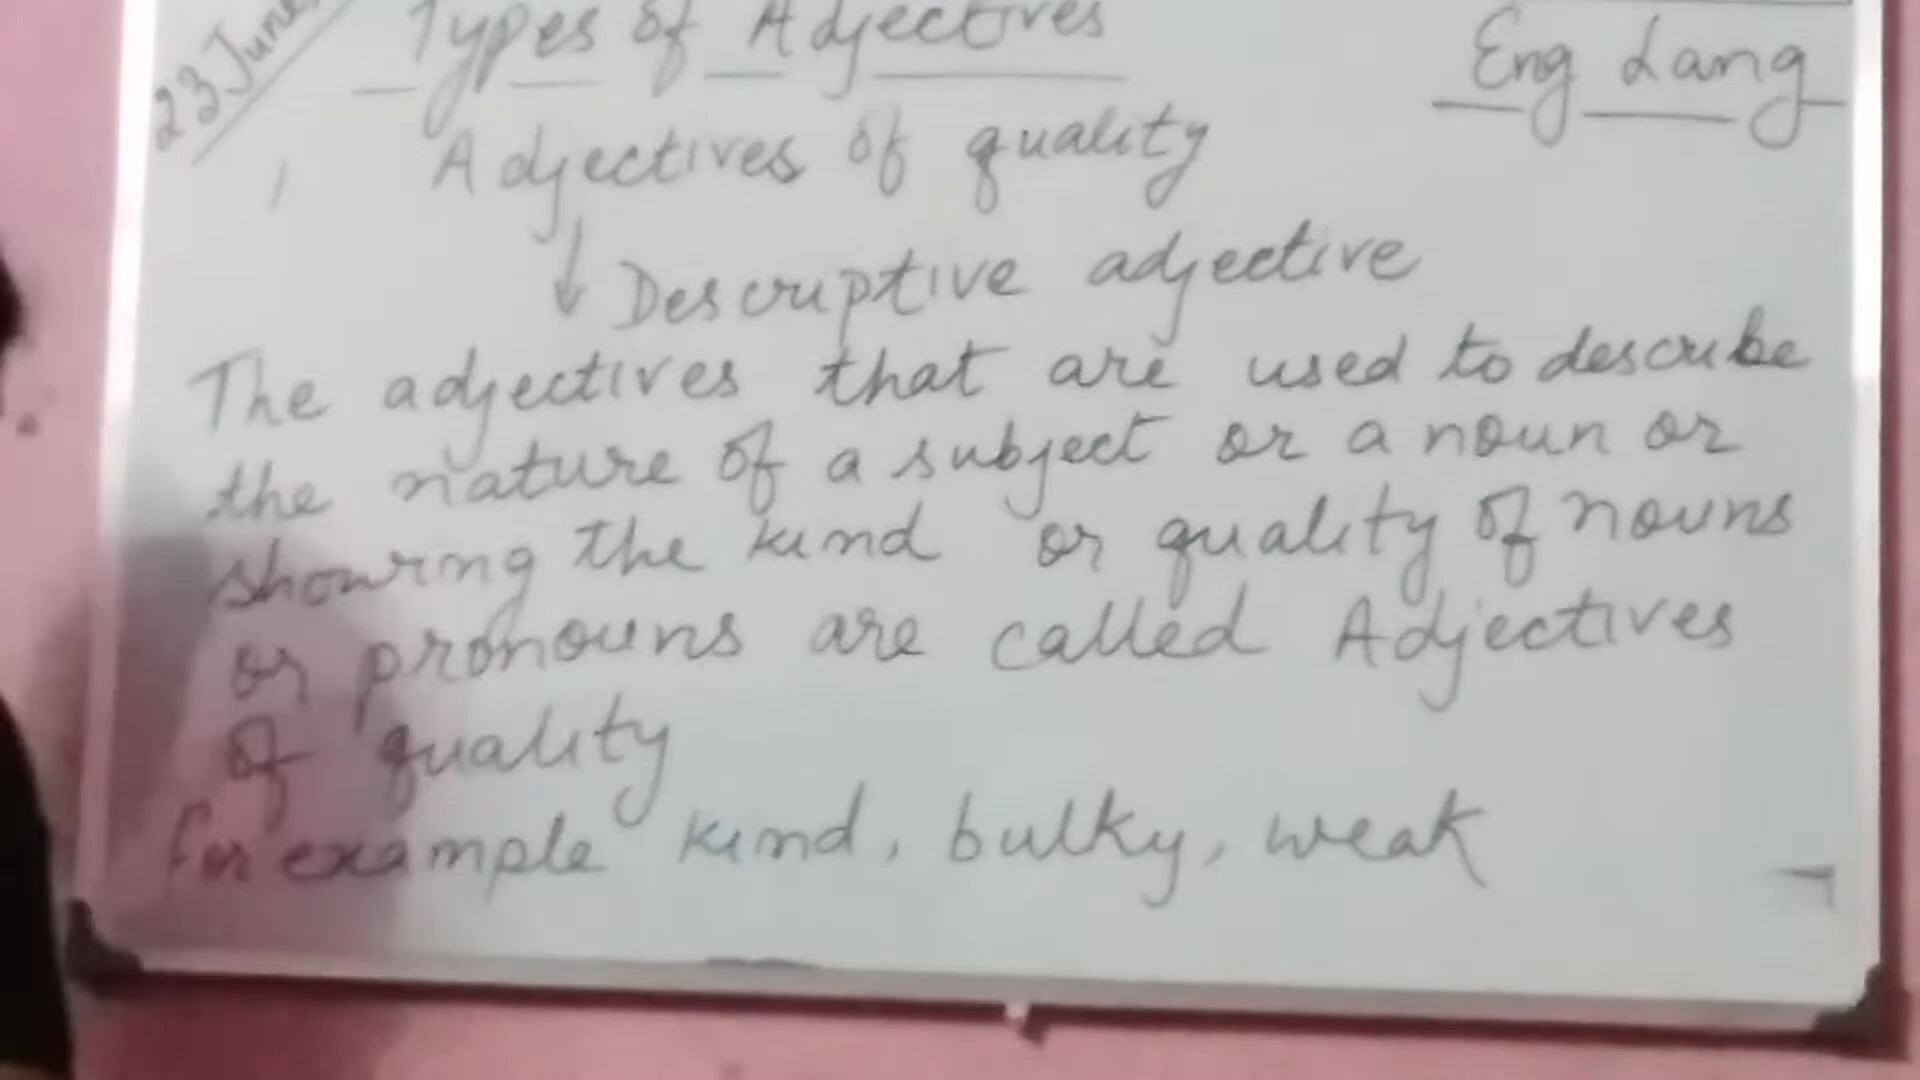 23 June,
Types of Adjectives
Eng Lang
Adjectives of quality
↓ Descriptive adjective
The adjectives that are used to describe
the nature of a subject or a noun or
showing the kind or quality of nouns
or pronouns are called Adjectives
of quality
for example kind, bulky, weak